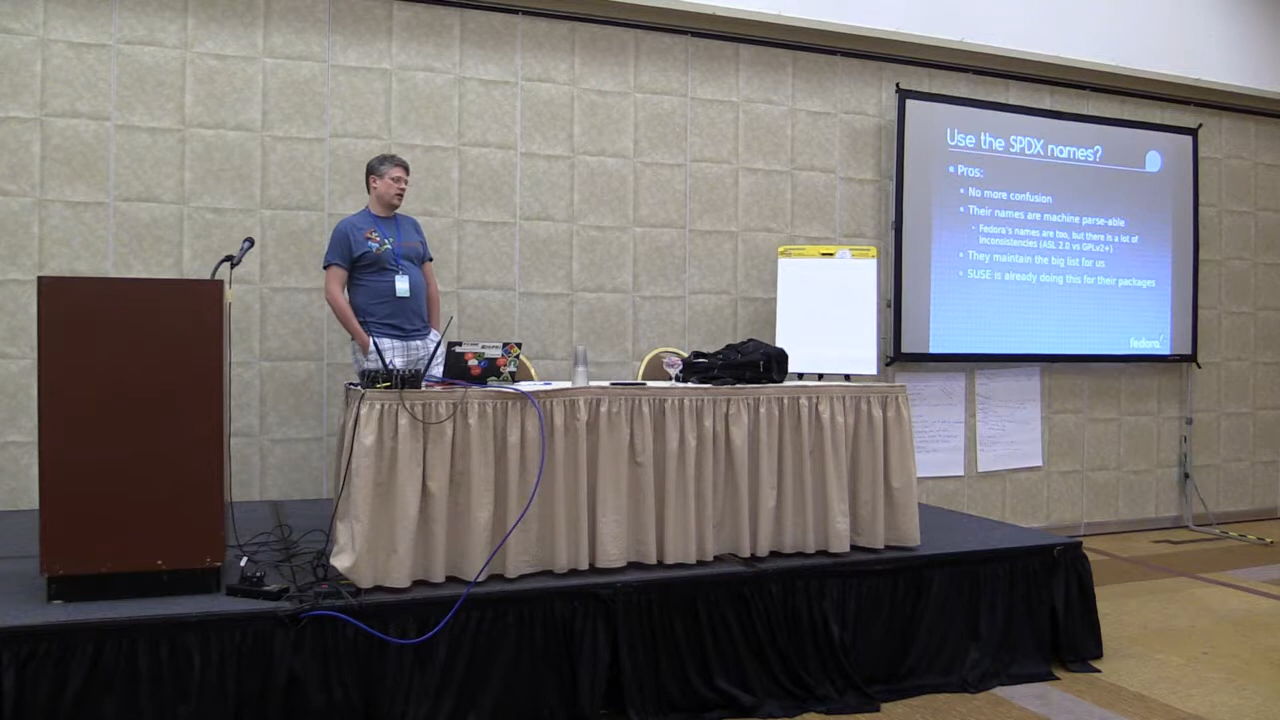 Use the SPDX names?
Pros:
No more confusion
Their names are machine parse-able
Fedora's names are too, but there is a lot of
inconsistencies (ASL 2.0 vs GPLv2+)
They maintain the big list for us
SUSE is already doing this for their packages
fedora